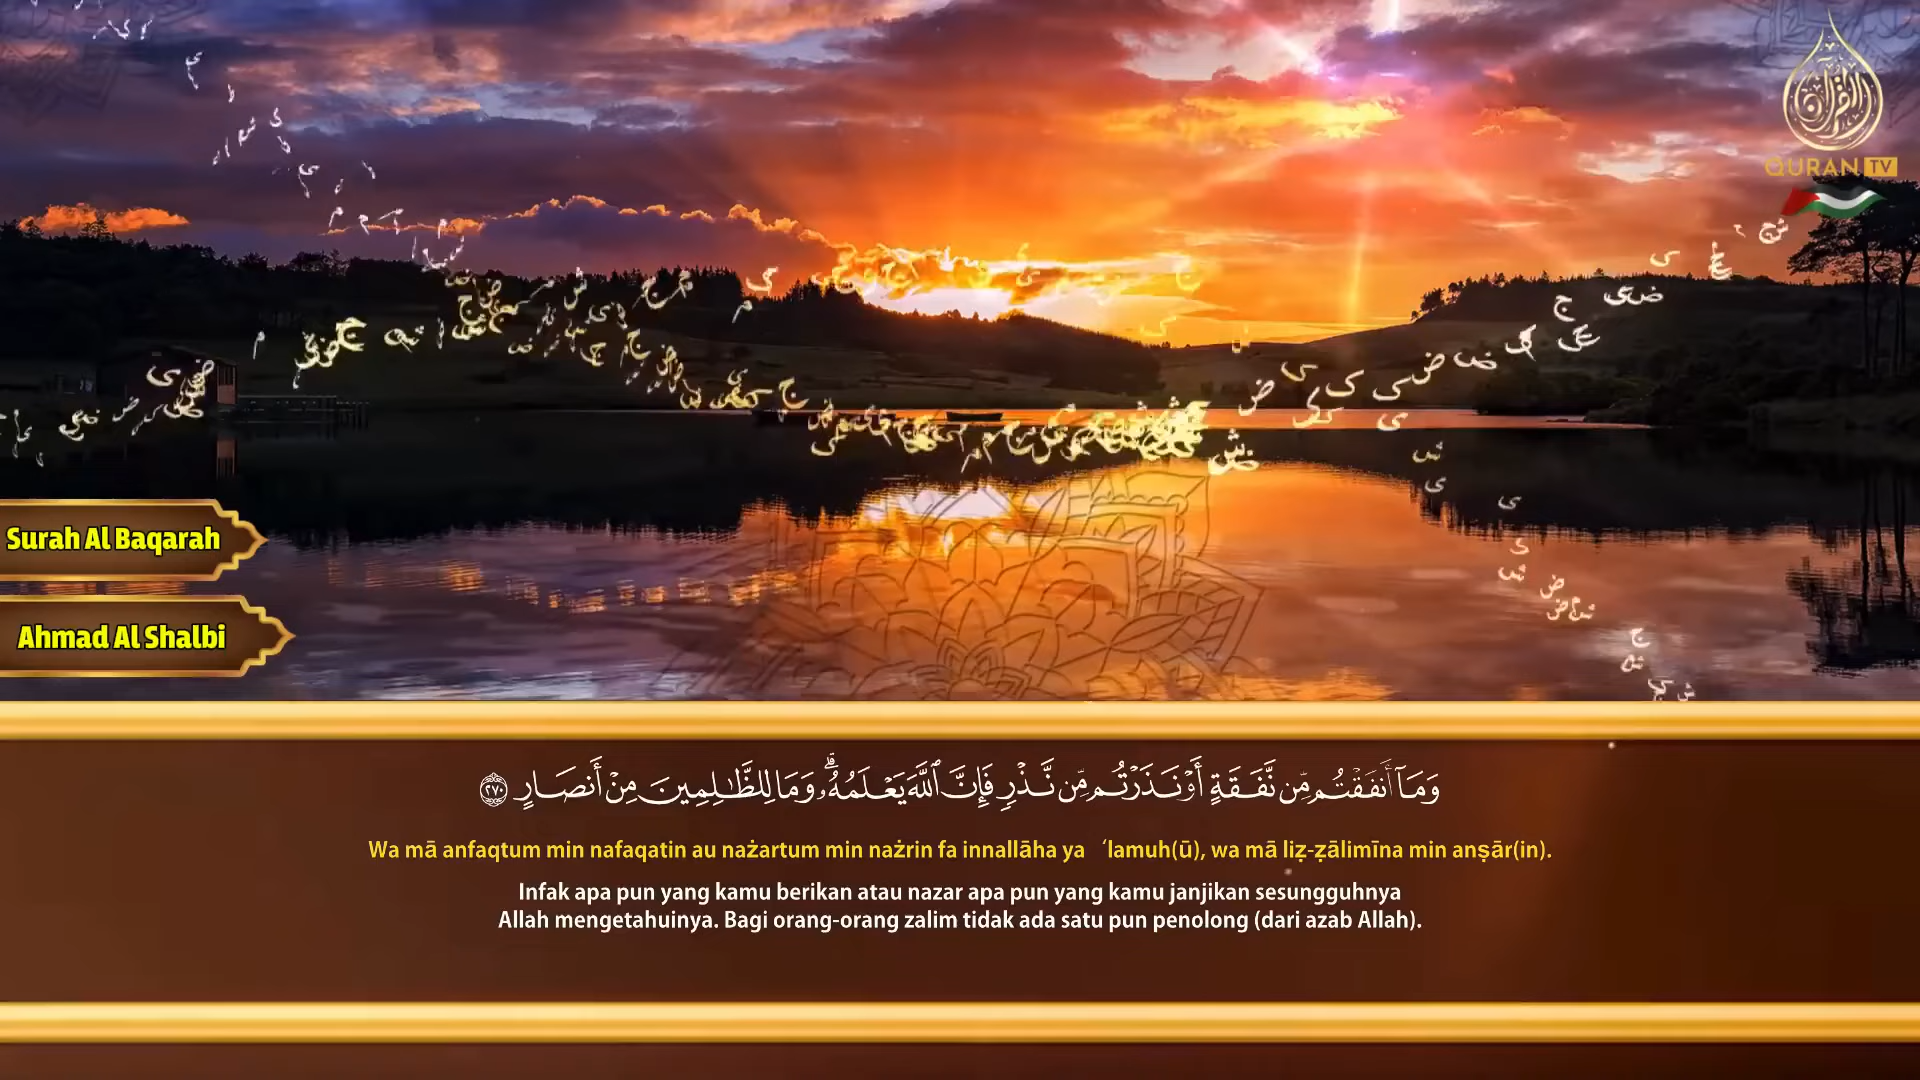 القرآن
QURAN TV
Surah Al Baqarah
Ahmad Al Shalbi
وَمَآ أَنفَقْتُم مِّن نَّفَقَةٍ أَوْ نَذَرْتُم مِّن نَّذْرٍ فَإِنَّ ٱللَّهَ يَعْلَمُهُۥ ۗ وَمَا لِلظَّٰلِمِينَ مِنْ أَنصَارٍ ٢٧٠
Wa mā anfaqtum min nafaqatin au nażartum min nażrin fa innallāha ya ‘lamuh(ū), wa mā liẓ-ẓālimīna min anṣār(in).
Infak apa pun yang kamu berikan atau nazar apa pun yang kamu janjikan sesungguhnya
Allah mengetahuinya. Bagi orang-orang zalim tidak ada satu pun penolong (dari azab Allah).